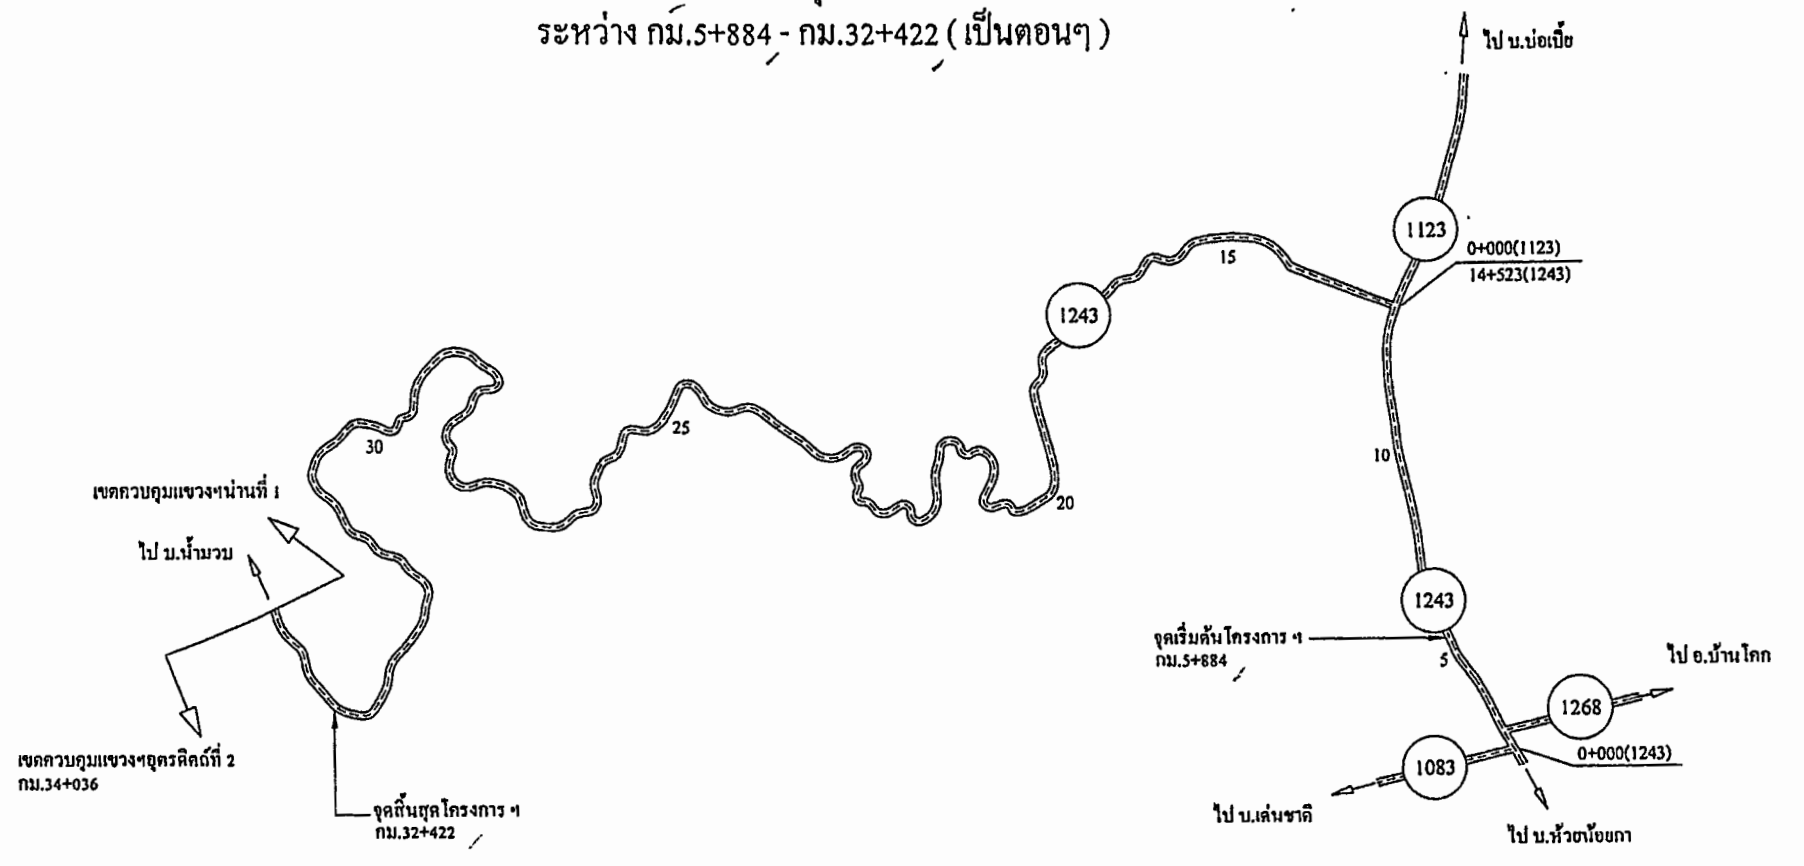 ระหว่าง กม.5+884 - กม.32+422 ( เป็นตอนๆ )
ไป บ.บ่อเบี้ย
1123
0+000(1123)
14+523(1243)
15
1243
10
25
30
20
เขตควบคุมแขวงฯน่านที่ 1
ไป บ.น้ำมวบ
1243
จุดเริ่มต้นโครงการ ฯ
กม.5+884
5
ไป อ.บ้านโคก
1268
0+000(1243)
1083
เขตควบคุมแขวงฯอุตรดิตถ์ที่ 2
กม.34+036
จุดสิ้นสุดโครงการ ฯ
กม.32+422
ไป บ.เด่นชาติ
ไป บ.ห้วยน้อยกา